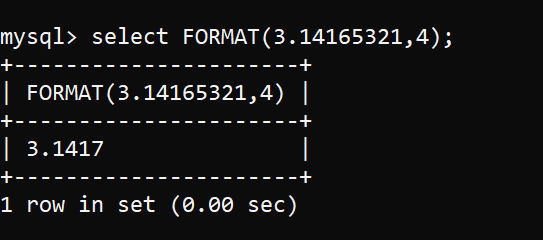 mysql> select FORMAT(3.14165321,4);
+----------------------+
| FORMAT(3.14165321,4) |
+----------------------+
| 3.1417               |
+----------------------+
1 row in set (0.00 sec)